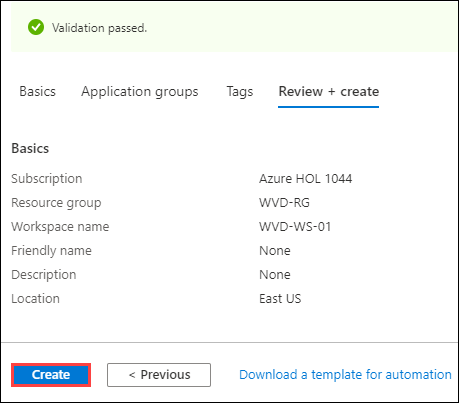 Validation passed.
Basics Application groups Tags Review + create
Basics
Subscription Azure HOL 1044
Resource group WVD-RG
Workspace name WVD-WS-01
Friendly name None
Description None
Location East US
Create < Previous Download a template for automation